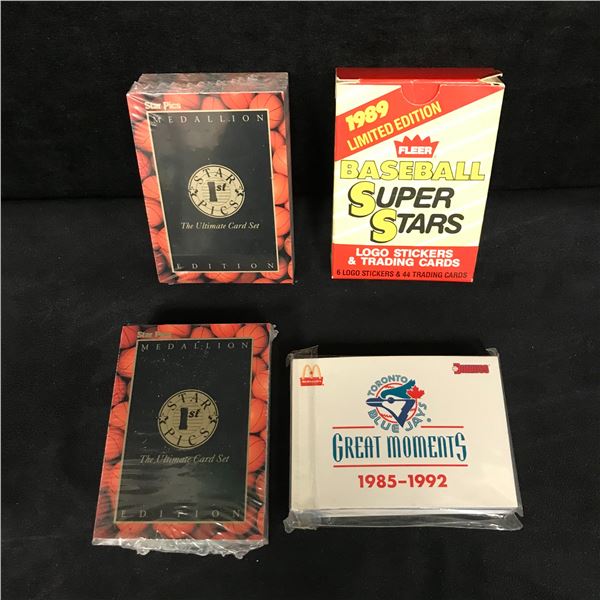 Star Pics
MEDALLION
STAR
1st
PICS
The Ultimate Card Set
EDITION
1989
LIMITED EDITION
FLEER
BASEBALL
SUPER
STARS
LOGO STICKERS
& TRADING CARDS
6 LOGO STICKERS & 44 TRADING CARDS
Star Pics
MEDALLION
STAR
1st
PICS
The Ultimate Card Set
EDITION
McDonald's
DONRUSS
TORONTO
BLUE JAYS
GREAT MOMENTS
1985-1992